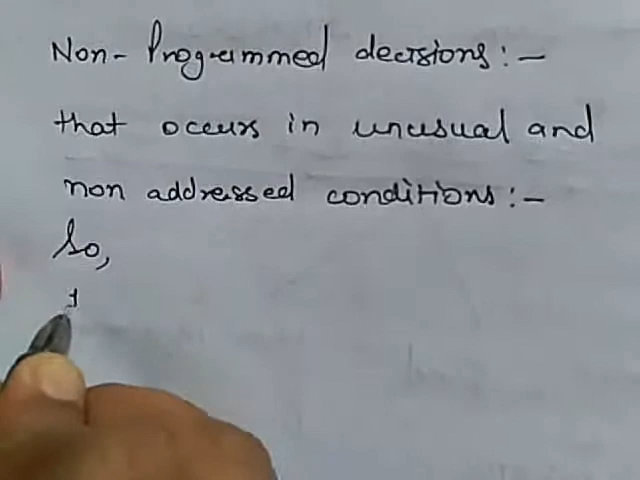 Non-Programmed decisions:-
that occurs in unusual and
non addressed conditions:-
So,